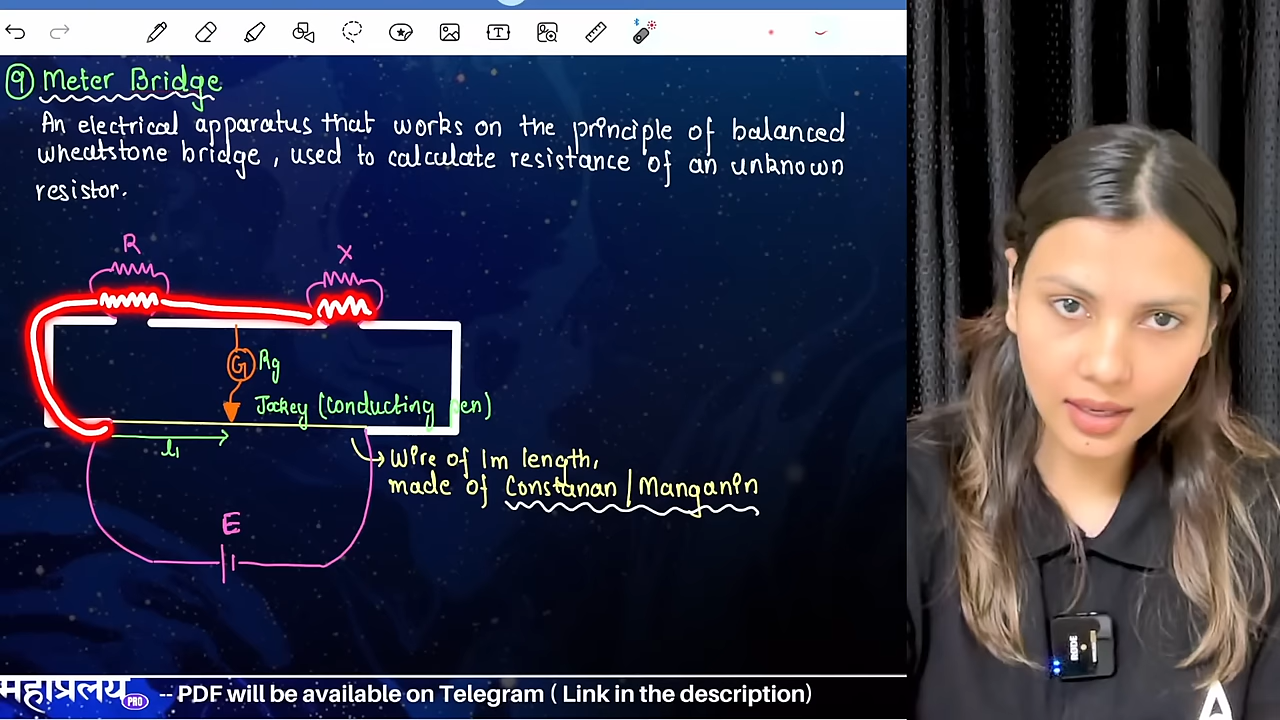 9 Meter Bridge
An electrical apparatus that works on the principle of balanced
wheatstone bridge, used to calculate resistance of an unknown
resistor.
R
X
G Rg
Jockey (conducting pen)
l₁
Wire of 1m length,
made of Constanan | Manganin
E
RØDE
महाप्रलय PRO -- PDF will be available on Telegram ( Link in the description)
A